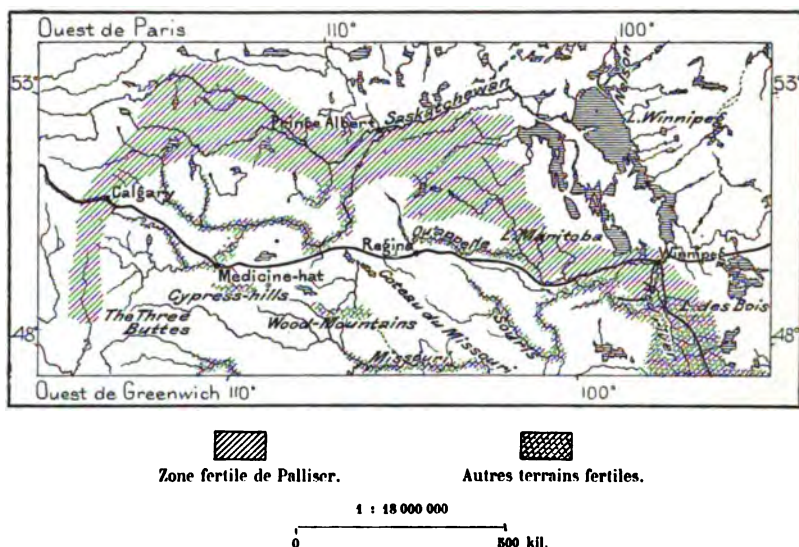 Ouest de Paris
110°
100°
53°
53°
Nelson
Saskatchewan
Prince Albert
L. Winnipeg
Calgary
Qu'appelle
L. Manitoba
Regina
Winnipeg
Medicine-hat
Cypress-hills
L. des Bois
The Three
Buttes
Coteau du Missouri
Souris
Wood-Mountains
48°
48°
Missouri
Ouest de Greenwich
110°
100°
Zone fertile de Palliser.
Autres terrains fertiles.
1 : 18 000 000
0
500 kil.